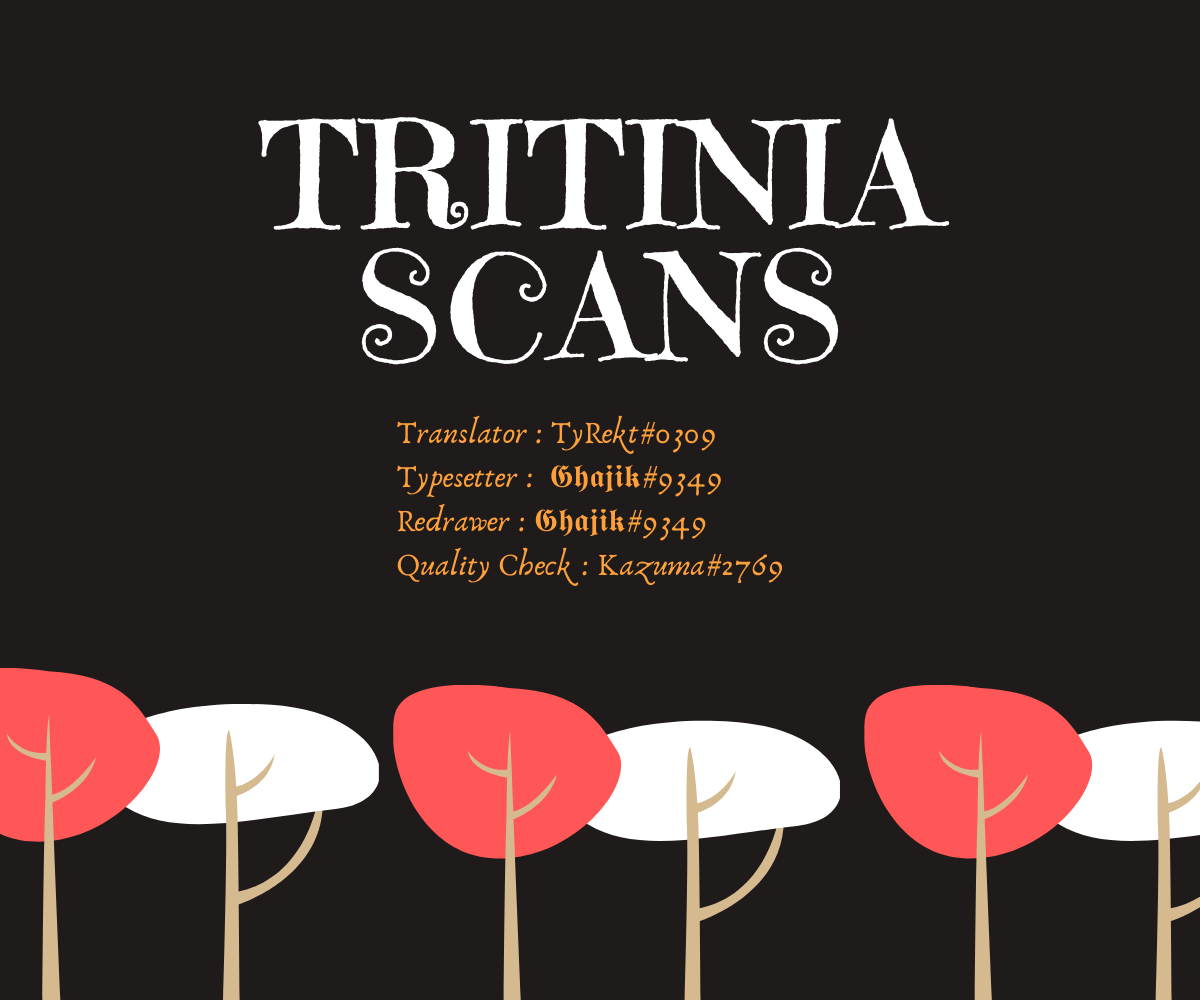 TRITINIA
SCANS
Translator : TyRekt#0309
Typesetter : 𝕲𝖍𝖆𝖏𝖎𝖐#9349
Redrawer : 𝕲𝖍𝖆𝖏𝖎𝖐#9349
Quality Check : Kazuma#2769